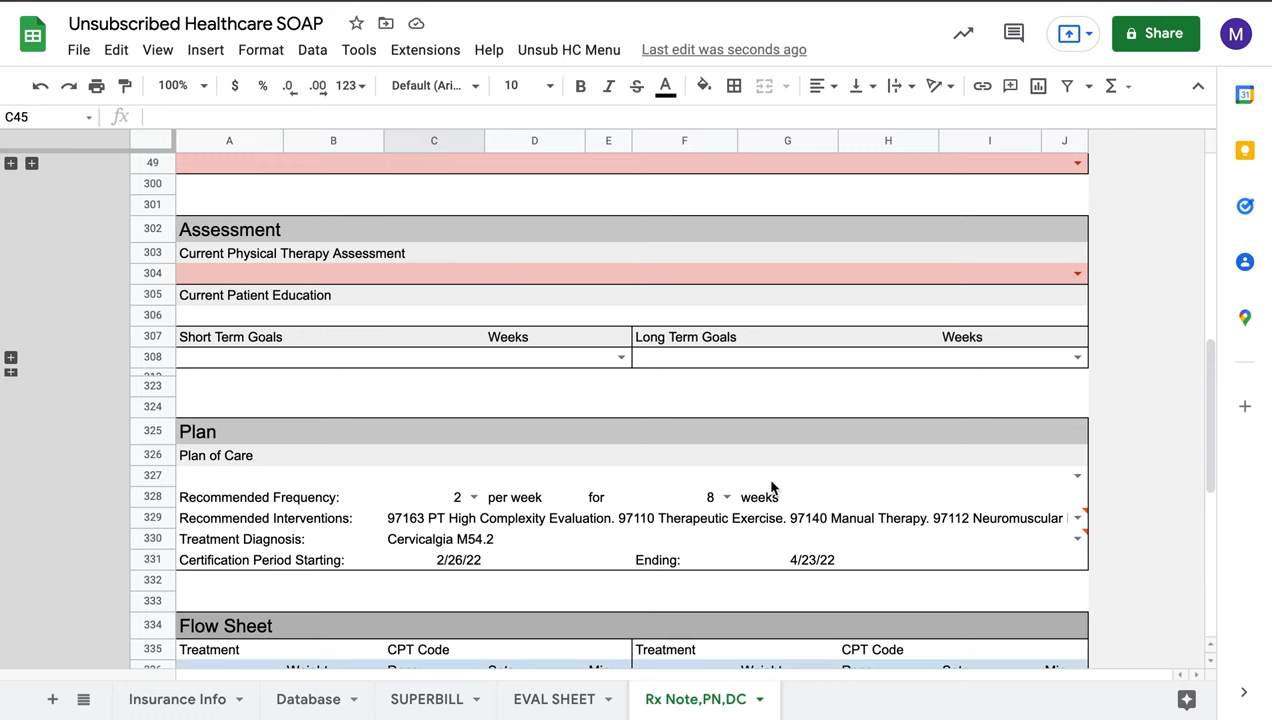 Unsubscribed Healthcare SOAP
File Edit View Insert Format Data Tools Extensions Help Unsub HC Menu Last edit was seconds ago
Share
M
100% $ % .0 .00 123 Default (Ari... 10 B I S A Σ
31
C45 fx
A B C D E F G H I J
49
300
301
302 Assessment
303 Current Physical Therapy Assessment
304
305 Current Patient Education
306
307 Short Term Goals Weeks Long Term Goals Weeks
308
323
324
325 Plan
326 Plan of Care
327
328 Recommended Frequency: 2 per week for 8 weeks
329 Recommended Interventions: 97163 PT High Complexity Evaluation. 97110 Therapeutic Exercise. 97140 Manual Therapy. 97112 Neuromuscular
330 Treatment Diagnosis: Cervicalgia M54.2
331 Certification Period Starting: 2/26/22 Ending: 4/23/22
332
333
334 Flow Sheet
335 Treatment CPT Code Treatment CPT Code
+ Insurance Info Database SUPERBILL EVAL SHEET Rx Note,PN,DC